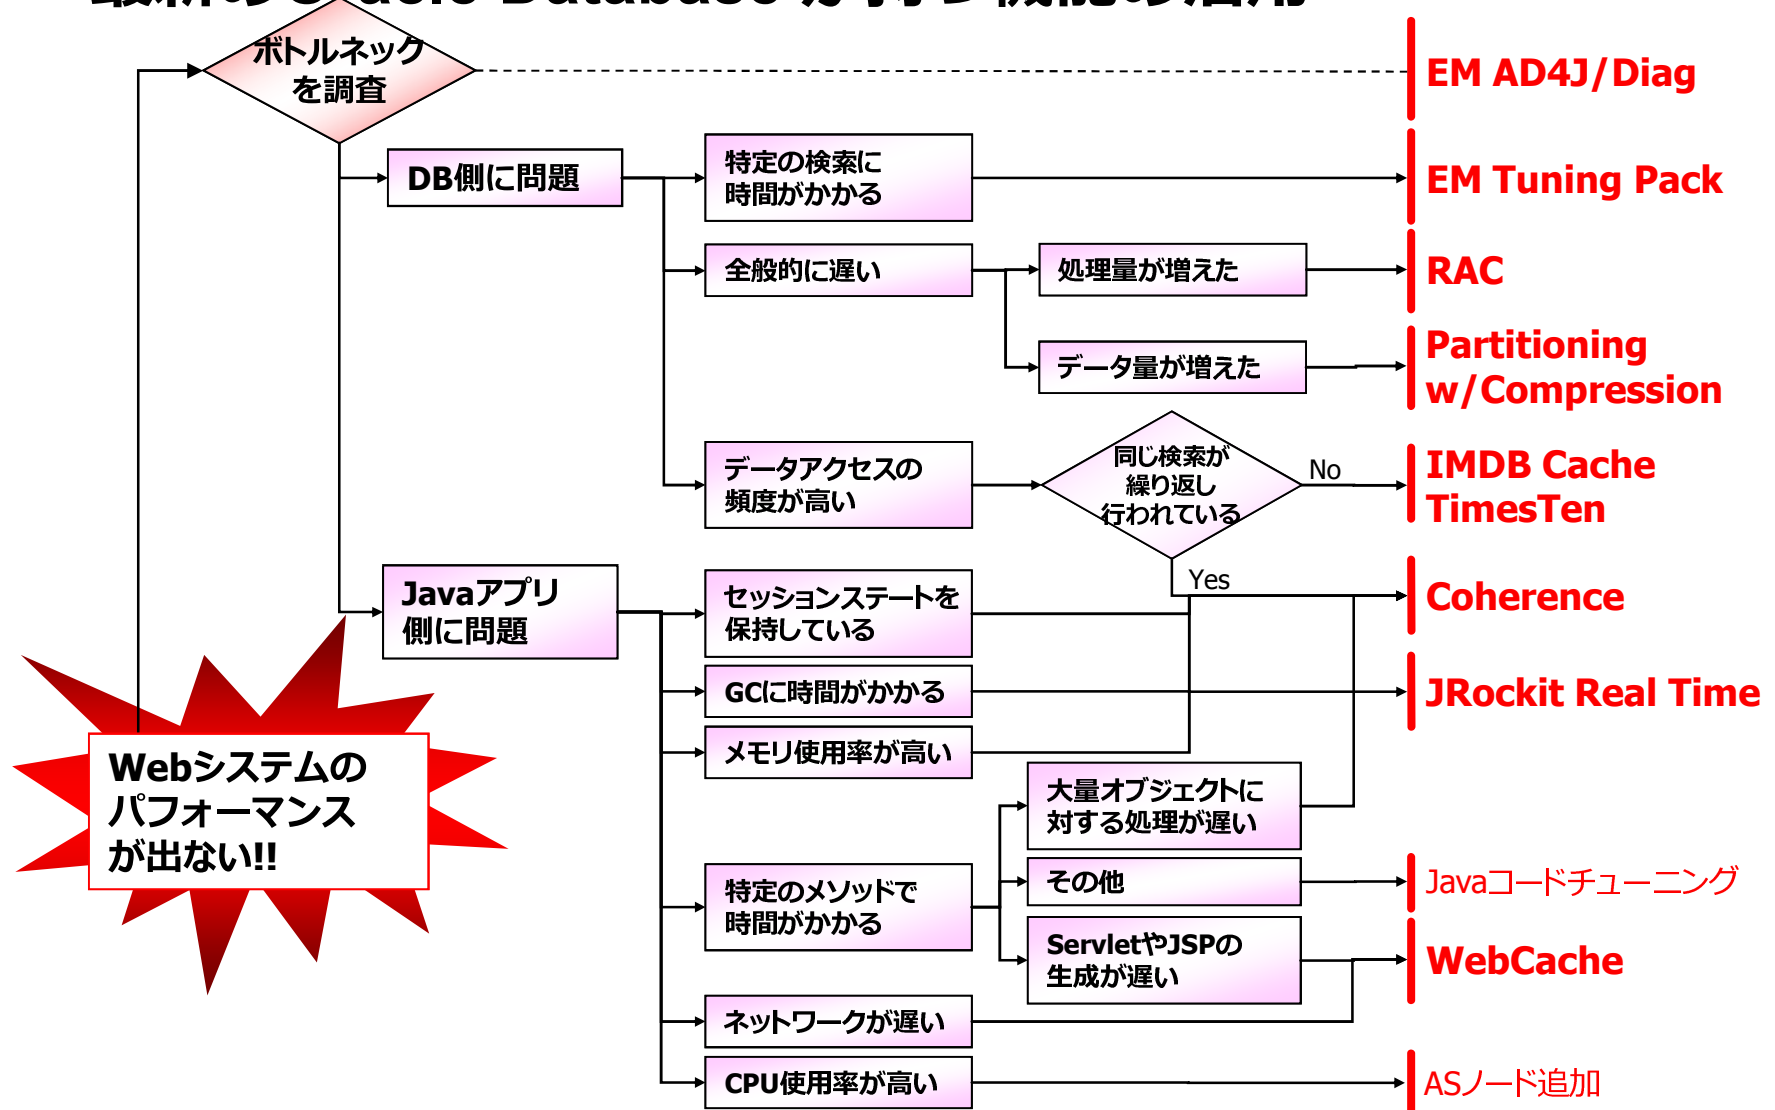 ボトルネック
を調査
EM AD4J/Diag
DB側に問題
特定の検索に
時間がかかる
EM Tuning Pack
全般的に遅い
処理量が増えた
RAC
データ量が増えた
Partitioning
w/Compression
データアクセスの
頻度が高い
同じ検索が
繰り返し
行われている
No
IMDB Cache
TimesTen
Yes
Javaアプリ
側に問題
セッションステートを
保持している
Coherence
GCに時間がかかる
JRockit Real Time
メモリ使用率が高い
Webシステムの
パフォーマンス
が出ない!!
大量オブジェクトに
対する処理が遅い
特定のメソッドで
時間がかかる
その他
Javaコードチューニング
ServletやJSPの
生成が遅い
WebCache
ネットワークが遅い
CPU使用率が高い
ASノード追加